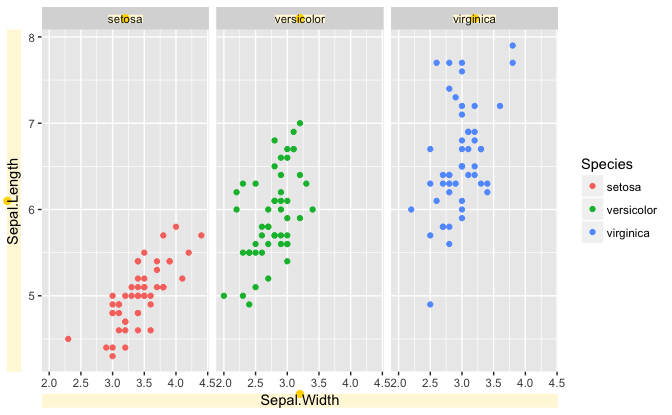 setosa versicolor virginica
8
7
6
5
Sepal.Length
2.0 2.5 3.0 3.5 4.0 4.5 2.0 2.5 3.0 3.5 4.0 4.5 2.0 2.5 3.0 3.5 4.0 4.5
Sepal.Width
Species
setosa
versicolor
virginica